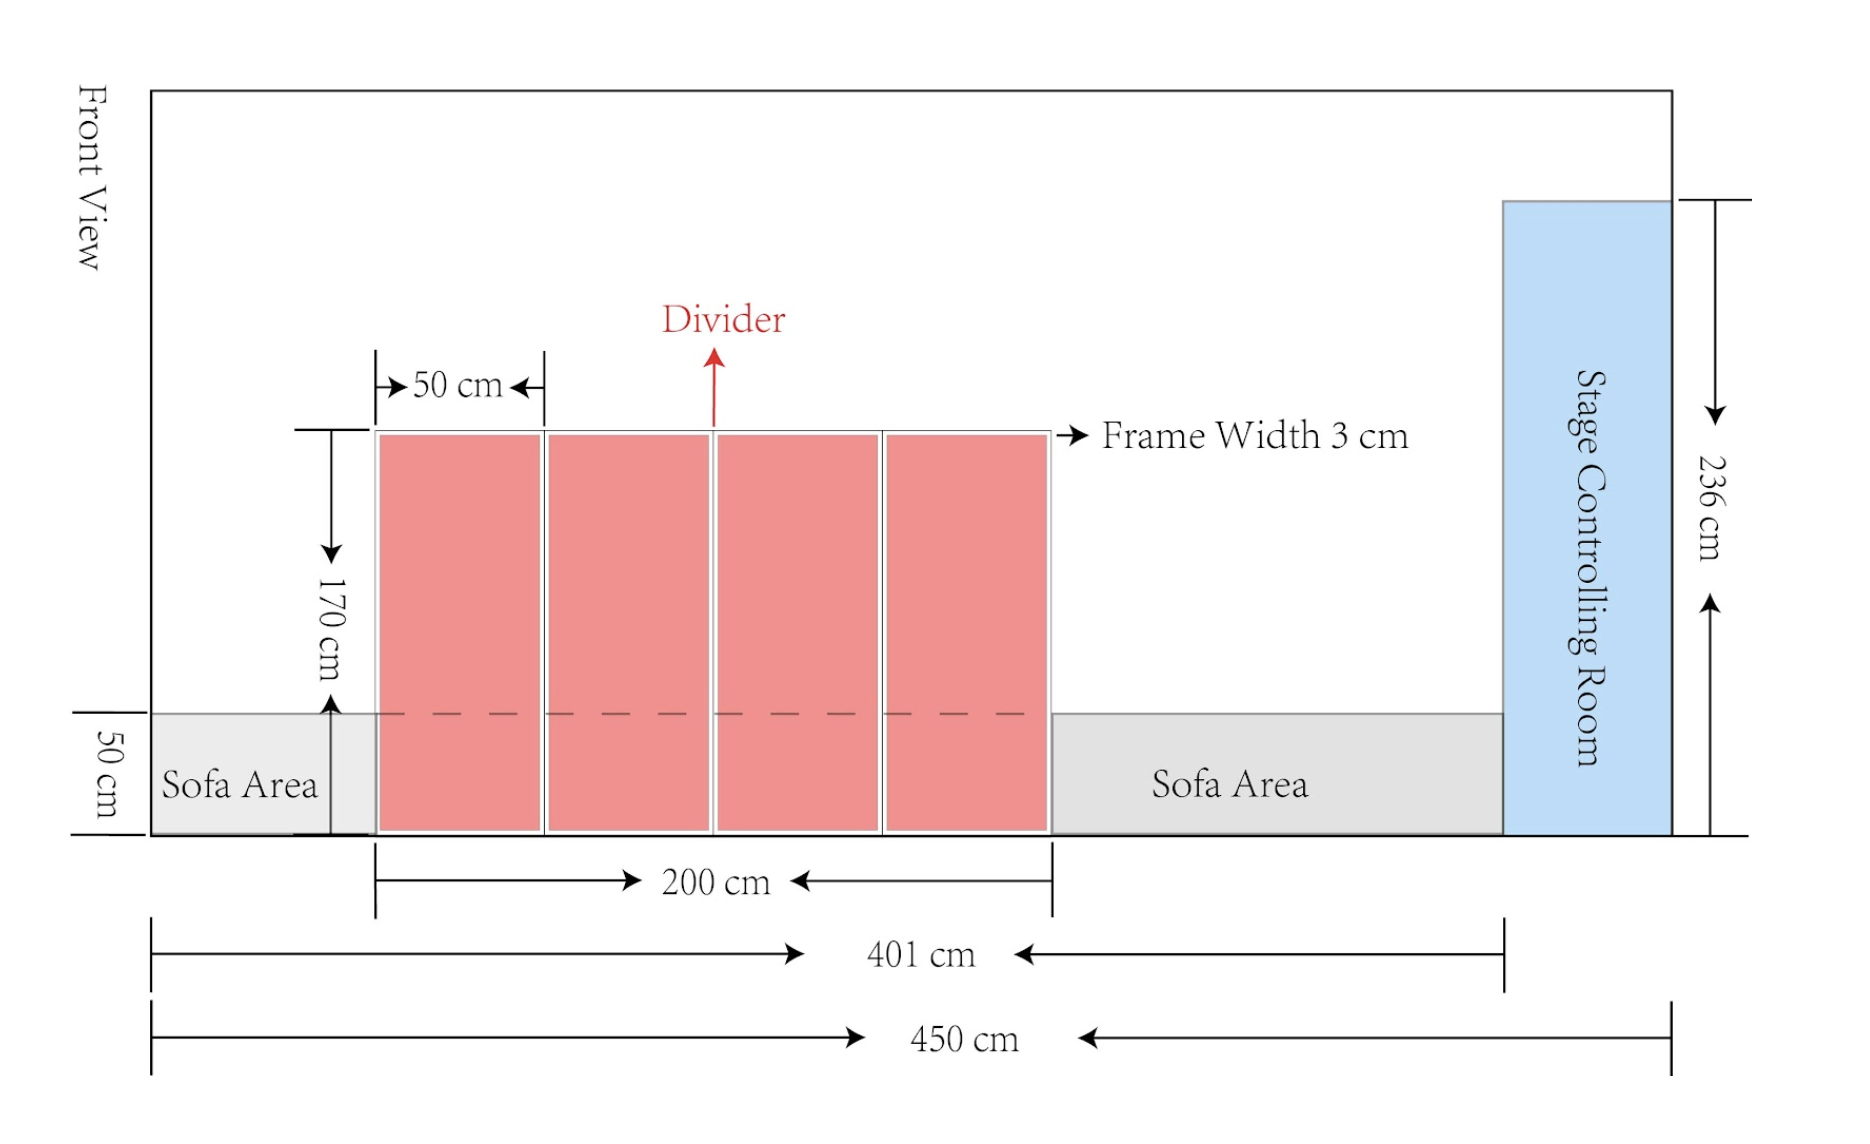 Front View
Divider
50 cm
Frame Width 3 cm
Stage Controlling Room
236 cm
170 cm
50 cm
Sofa Area
Sofa Area
200 cm
401 cm
450 cm